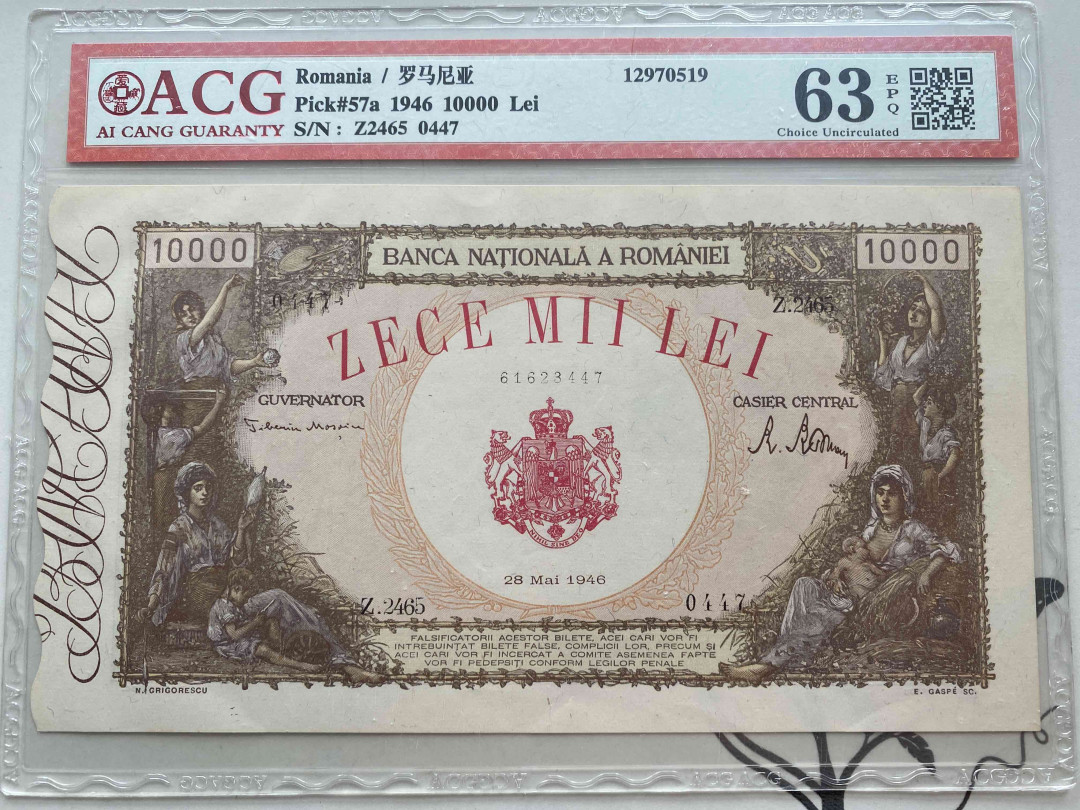 ACG
AI CANG GUARANTY
Romania / 罗马尼亚
Pick#57a 1946 10000 Lei
S/N: Z2465 0447
12970519
63
EPQ
Choice Uncirculated
10000
BANCA NAȚIONALĂ A ROMÂNIEI
10000
0447
Z.2465
ZECE MII LEI
61623447
GUVERNATOR
CASIER CENTRAL
NIHIL SINE DEO
28 Mai 1946
Z.2465
0447
FALSIFICATORII ACESTOR BILETE, ACEI CARI VOR FI
INTREBUINȚAT BILETE FALSE, COMPLICII LOR, PRECUM ȘI
ACEI CARI VOR FI INCERCAT A COMITE ASEMENEA FAPTE
VOR FI PEDEPSIȚI CONFORM LEGILOR PENALE
N. GRIGORESCU
E. GASPÉ SC.